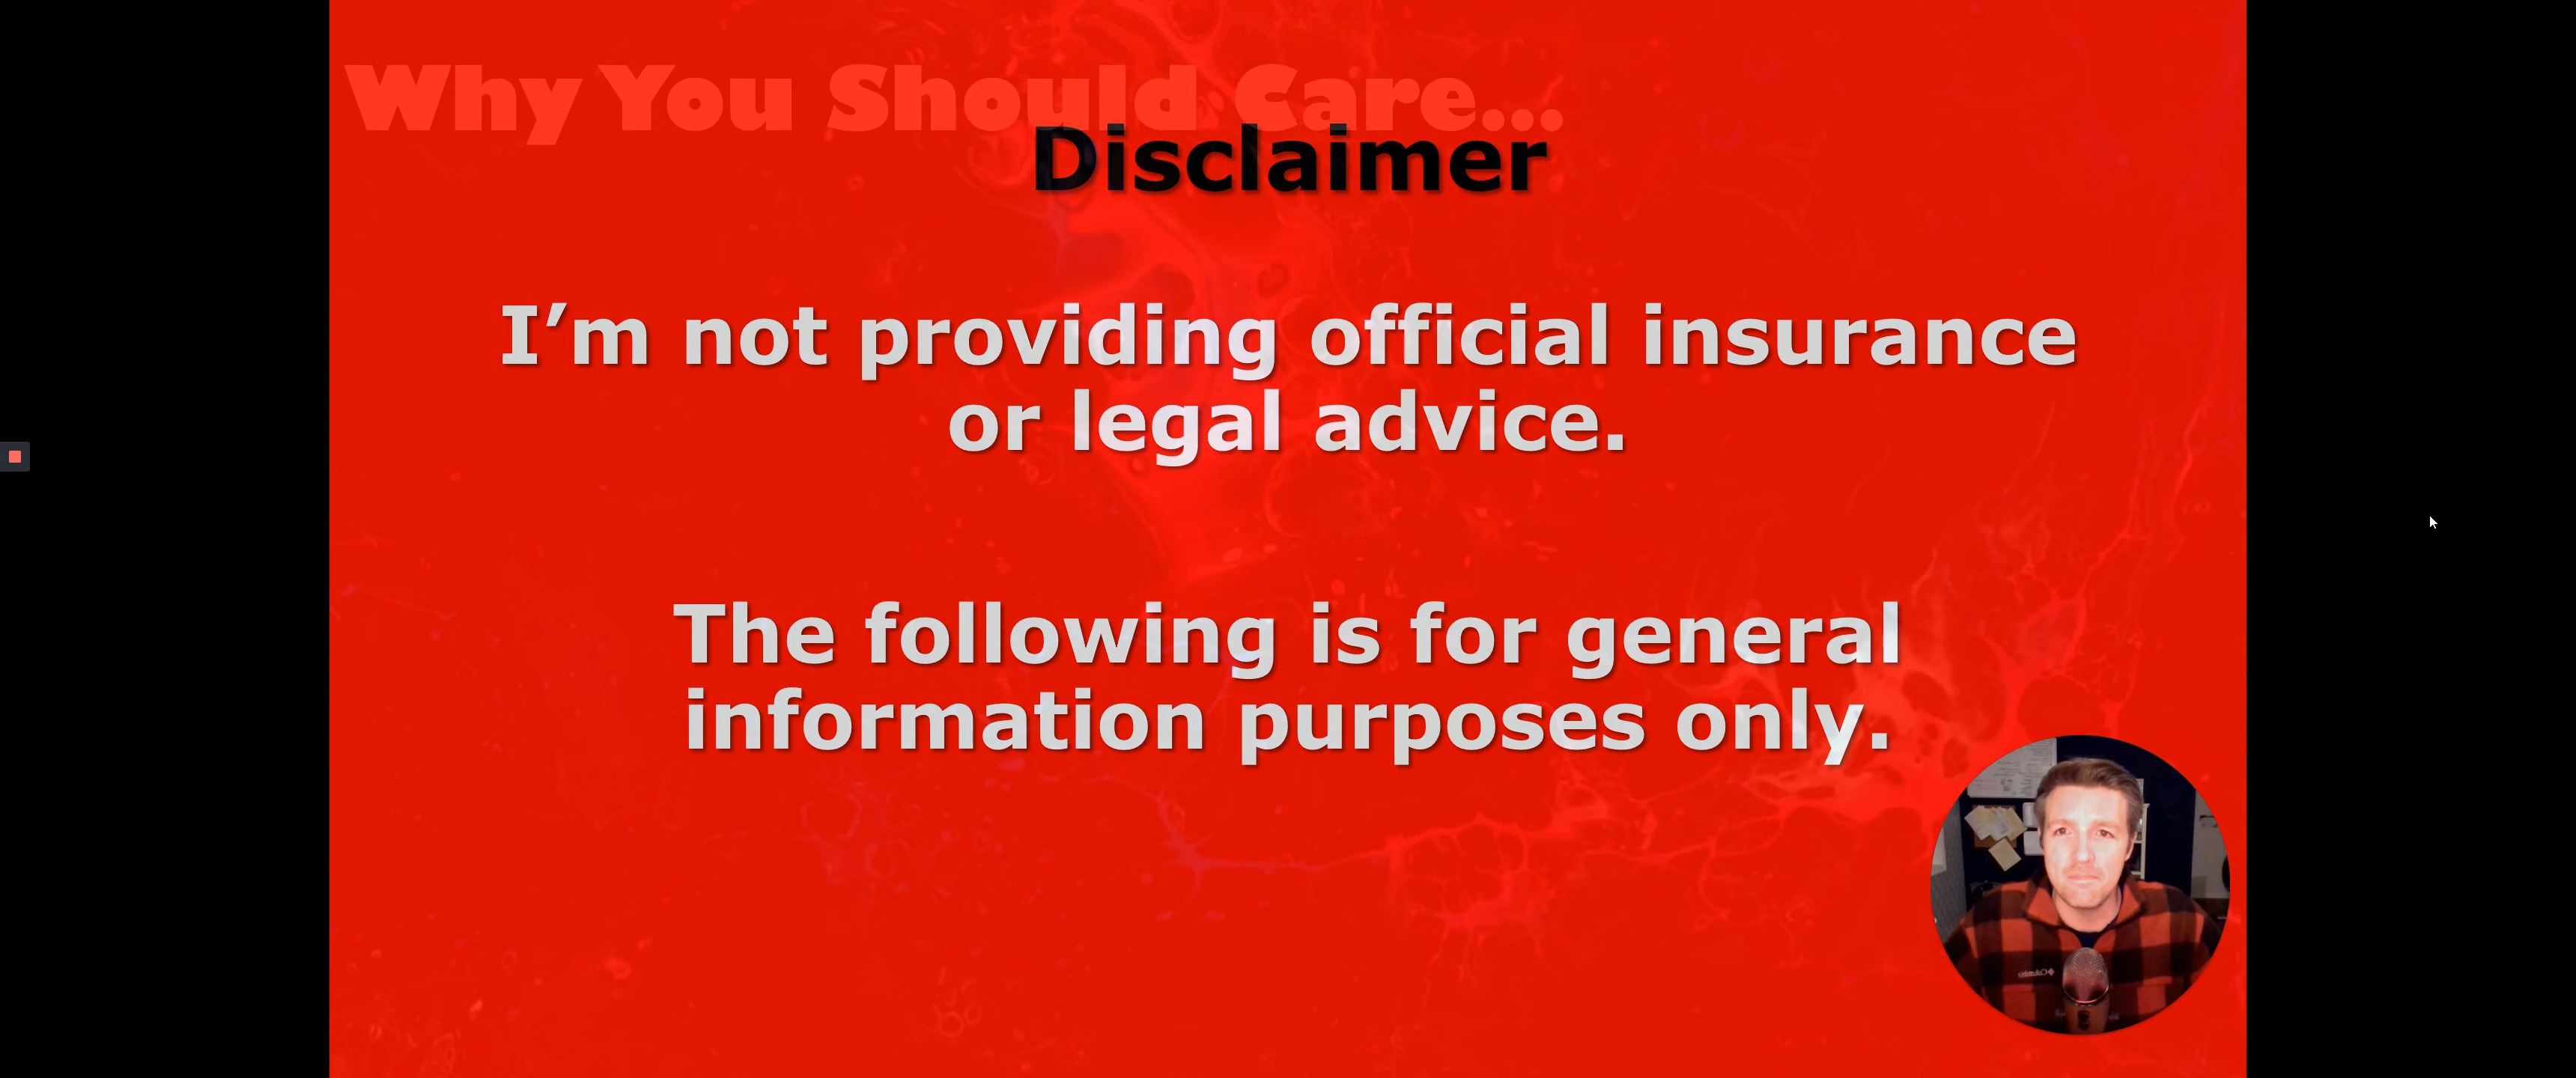 Why You Should Care...
Disclaimer
I’m not providing official insurance
or legal advice.
The following is for general
information purposes only.
Columbia